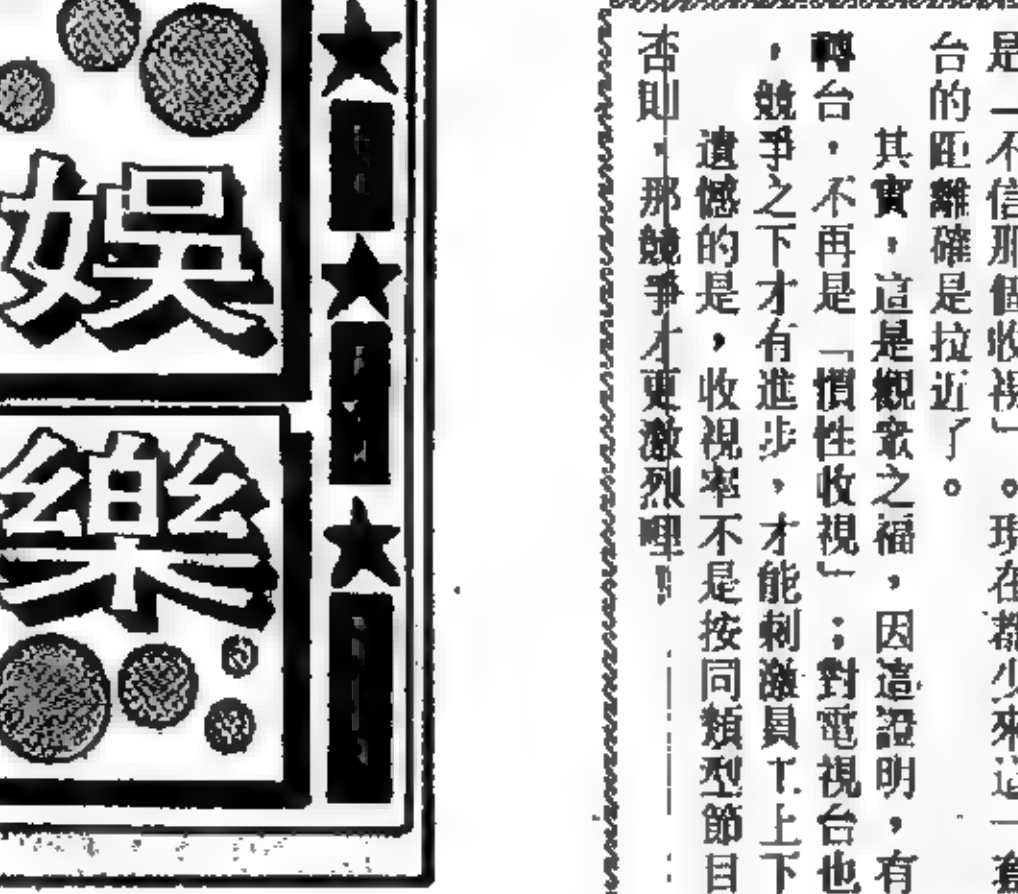 是「不信那個收視」。現在都少來這一套
台的距離確是拉近了。
其實，這是觀衆之福，因這證明，有
轉台，不再是「慣性收視」；對電視台也
，競爭之下才有進步，才能刺激員工上下
遺憾的是，收視率不是按同類型節目
否則，那競爭才更激烈哩！
娛樂